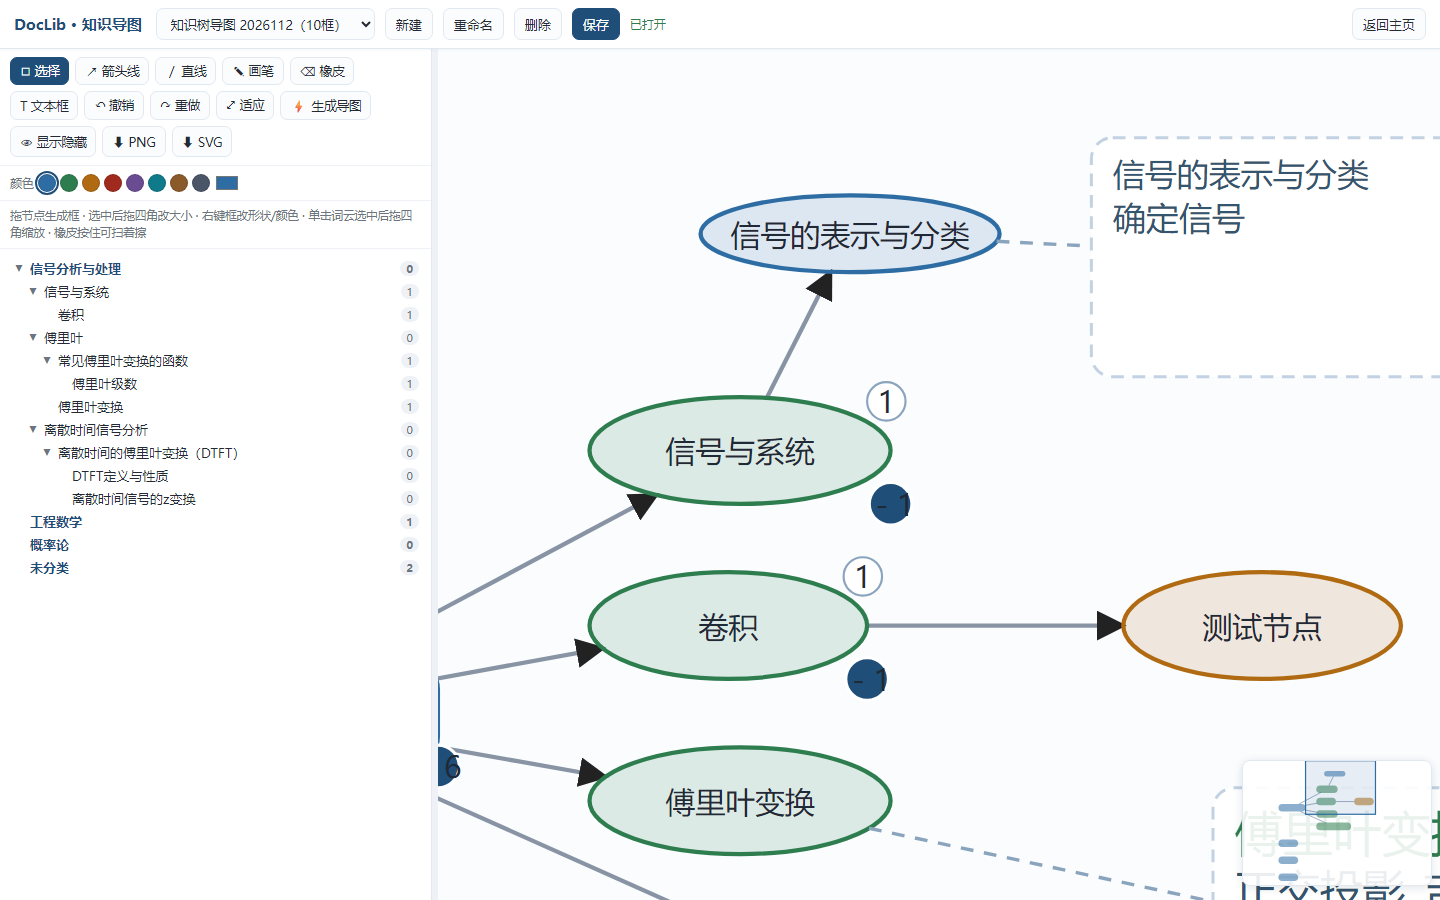 DocLib • 知识导图
知识树导图 2026112（10框）
新建
重命名
删除
保存
已打开
返回主页
选择
箭头线
直线
画笔
橡皮
T 文本框
撤销
重做
适应
生成导图
显示隐藏
PNG
SVG
颜色
拖节点生成框 · 选中后拖四角改大小 · 右键框改形状/颜色 · 单击词云选中后拖四
角缩放 · 橡皮按住可扫着擦
信号分析与处理 0
信号与系统 1
卷积 1
傅里叶 0
常见傅里叶变换的函数 1
傅里叶级数 1
傅里叶变换 1
离散时间信号分析 0
离散时间的傅里叶变换（DTFT） 0
DTFT定义与性质 0
离散时间信号的z变换 0
工程数学 1
概率论 0
未分类 2
信号的表示与分类
确定信号
信号的表示与分类
1
信号与系统
- 1
1
卷积
测试节点
- 1
6
傅里叶变换
傅里叶变换
正交投影